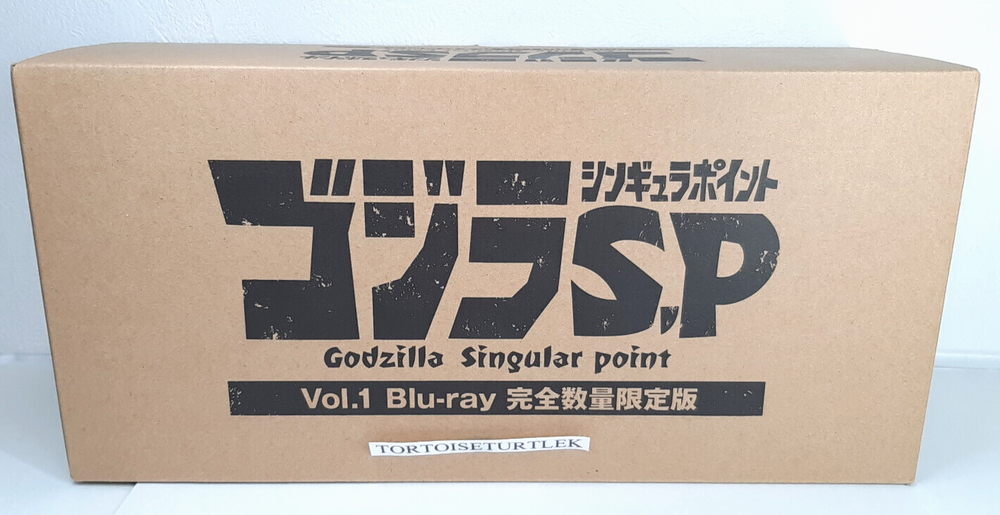 ゴジラS.P
シンギュラポイント
Godzilla Singular point
Vol.1 Blu-ray 完全数量限定版
TORTOISETURTLEK